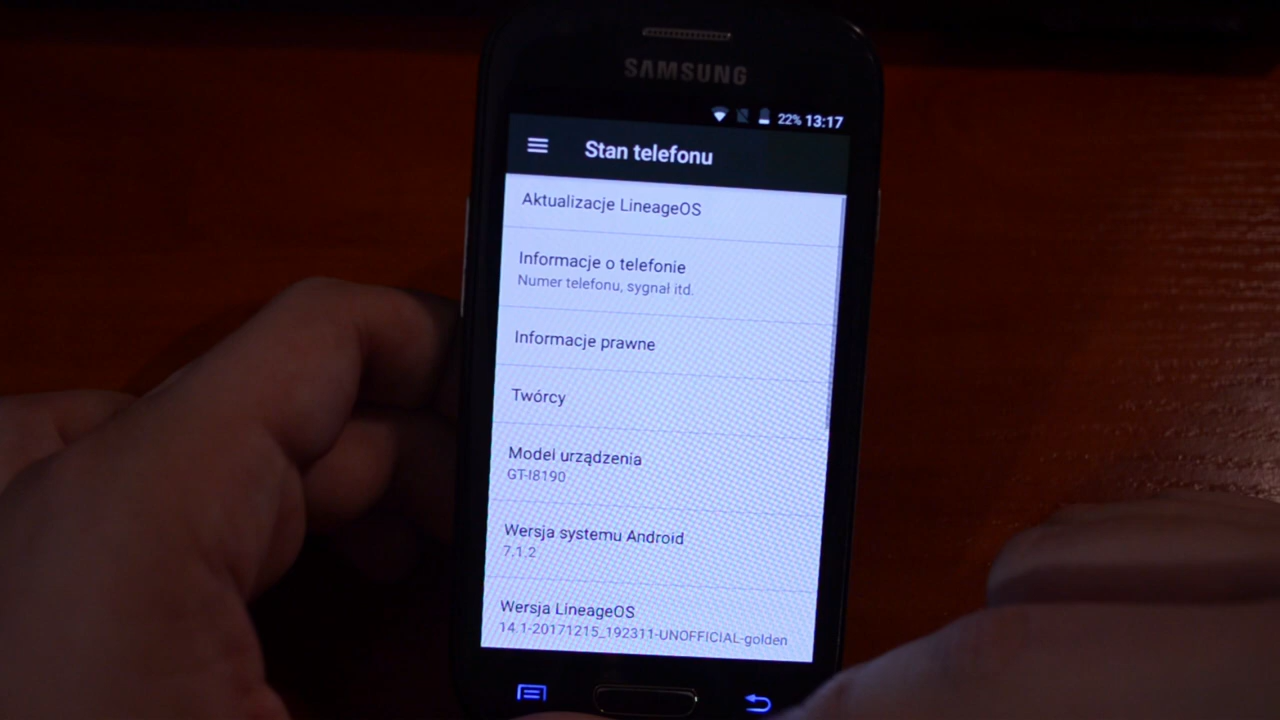 SAMSUNG
22% 13:17
Stan telefonu
Aktualizacje LineageOS
Informacje o telefonie
Numer telefonu, sygnał itd.
Informacje prawne
Twórcy
Model urządzenia
GT-I8190
Wersja systemu Android
7.1.2
Wersja LineageOS
14.1-20171215_192311-UNOFFICIAL-golden